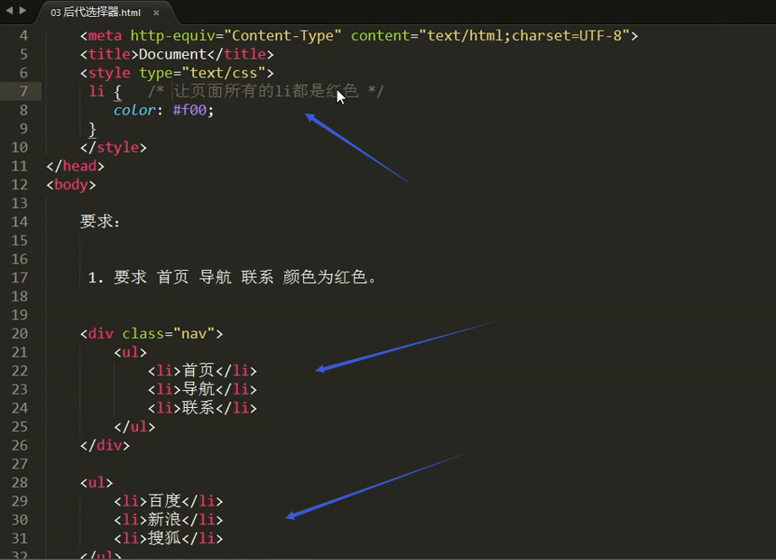 03 后代选择器.html ×
4 <meta http-equiv="Content-Type" content="text/html;charset=UTF-8">
5 <title>Document</title>
6 <style type="text/css">
7 li { /* 让页面所有的li都是红色 */
8 color: #f00;
9 }
10 </style>
11 </head>
12 <body>
13
14 要求：
15
16
17 1. 要求 首页 导航 联系 颜色为红色。
18
19
20 <div class="nav">
21 <ul>
22 <li>首页</li>
23 <li>导航</li>
24 <li>联系</li>
25 </ul>
26 </div>
27
28 <ul>
29 <li>百度</li>
30 <li>新浪</li>
31 <li>搜狐</li>
32 </ul>